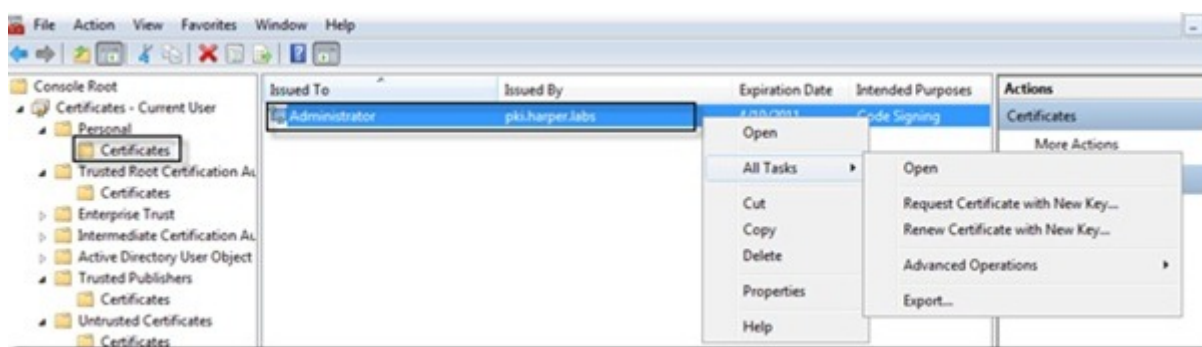 File Action View Favorites Window Help
Console Root
Certificates - Current User
Personal
Certificates
Trusted Root Certification Au
Certificates
Enterprise Trust
Intermediate Certification Au
Active Directory User Object
Trusted Publishers
Certificates
Untrusted Certificates
Certificates
Issued To Issued By Expiration Date Intended Purposes
Administrator pki.harper.labs 4/10/2011 Code Signing
Open
All Tasks
Cut
Copy
Delete
Properties
Help
Open
Request Certificate with New Key...
Renew Certificate with New Key...
Advanced Operations
Export...
Actions
Certificates
More Actions